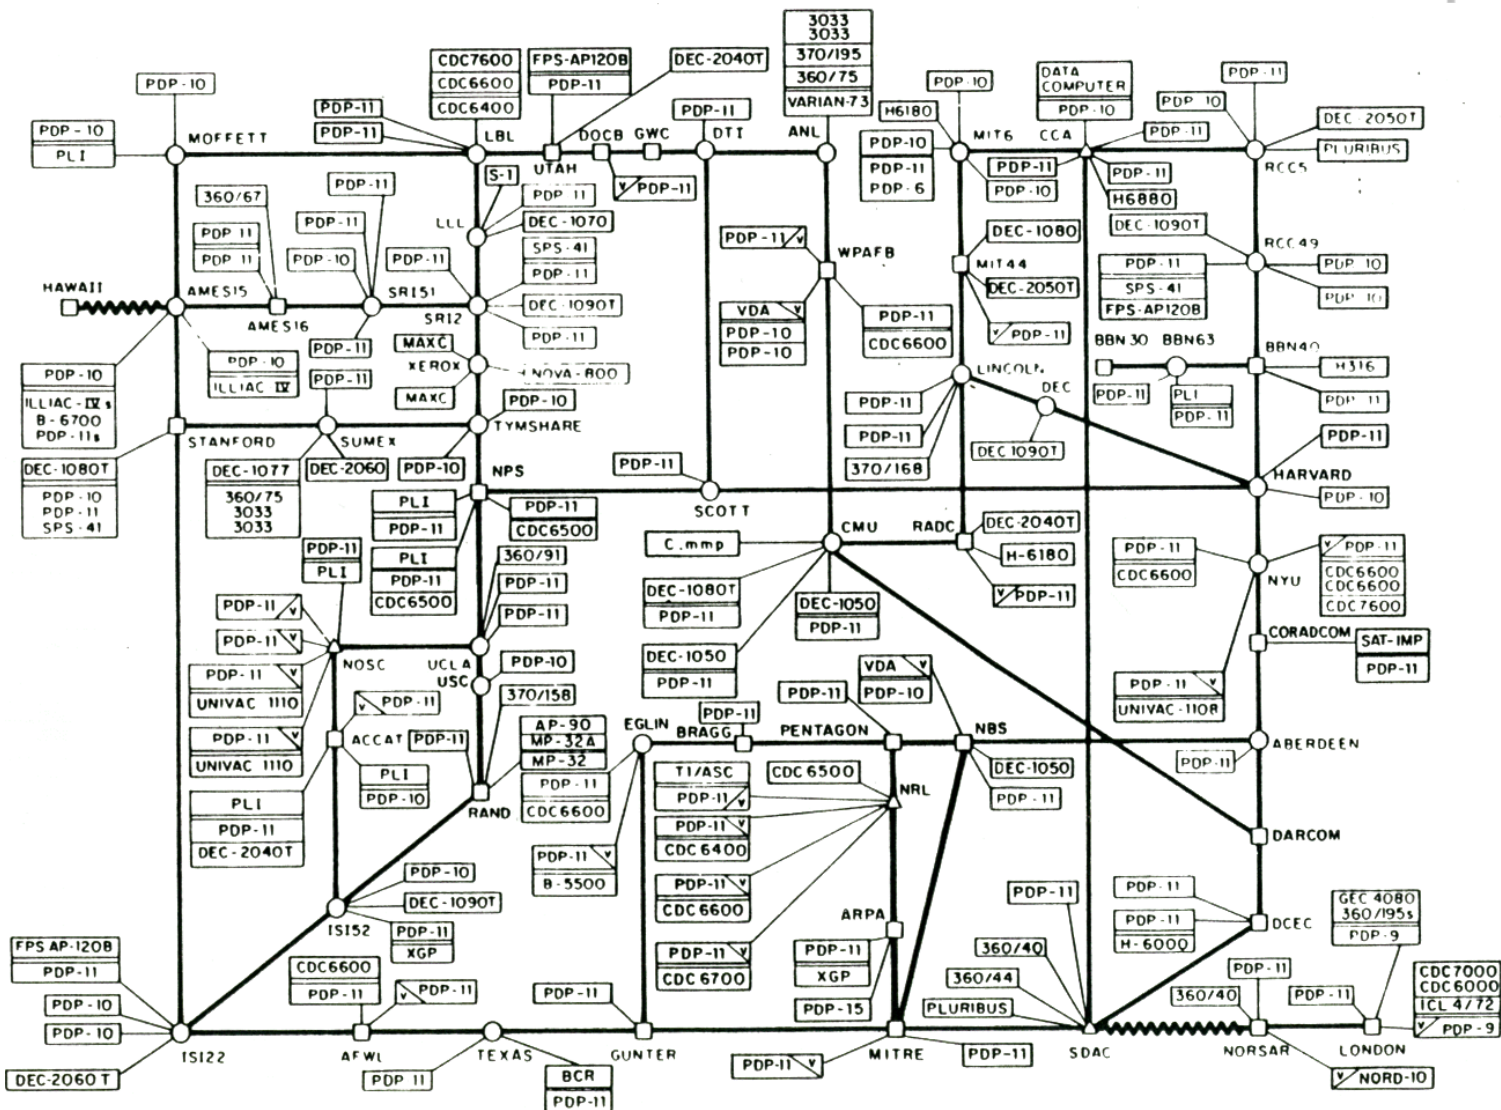 3033
3033
370/195
360/75
VARIAN-73
CDC7600
CDC6600
CDC6400
FPS-AP120B
PDP-11
DEC-2040T
PDP-10
PDP-11
PDP-11
PDP-11
H6180
PDP-10
DATA
COMPUTER
PDP-10
PDP-10
PDP-11
PDP-10
PLI
MOFFETT
LBL
UTAH
DOCB
GWC
DTI
ANL
MIT6
CCA
PDP-11
DEC-2050T
PLURIBUS
RCC5
S-1
V PDP-11
PDP-10
PDP-11
PDP-6
PDP-11
PDP-10
PDP-11
H6880
360/67
PDP-11
PDP-11
LLL
DEC-1070
PDP-11
PDP-11
PDP-11
PDP-11
PDP-10
PDP-11
SPS-41
PDP-11
PDP-11 V
WPAFB
DEC-1080
MIT44
DEC-2050T
DEC-1090T
RCC49
PDP-11
SPS-41
FPS-AP120B
PDP-10
PDP-10
HAWAII
AMES15
AMES16
SRI51
SRI2
DEC-1090T
PDP-11
VDA V
PDP-10
PDP-10
PDP-11
CDC6600
V PDP-11
PDP-11
BBN30
BBN63
BBN40
PDP-10
ILLIAC-IV s
B-6700
PDP-11s
PDP-10
ILLIAC IV
PDP-11
MAXC
XEROX
MAXC
NOVA-800
PDP-11
LINCOLN
DEC
PDP-11
PLI
PDP-11
H316
PDP-11
STANFORD
SUMEX
TYMSHARE
PDP-10
PDP-10
PDP-11
370/168
DEC 1090T
PDP-11
DEC-1080T
PDP-10
PDP-11
SPS-41
DEC-1077
360/75
3033
3033
DEC-2060
NPS
PDP-11
SCOTT
HARVARD
PDP-10
PLI
PDP-11
PDP-11
CDC6500
PLI
PDP-11
CDC6500
C.mmp
CMU
RADC
DEC-2040T
H-6180
V PDP-11
PDP-11
CDC6600
V PDP-11
CDC6600
CDC6600
CDC7600
NYU
PDP-11
PLI
360/91
PDP-11
PDP-11
DEC-1080T
PDP-11
DEC-1050
PDP-11
DEC-1050
PDP-11
PDP-11 V
PDP-11 V
NOSC
UCLA
USC
PDP-10
370/158
CORADCOM
SAT-IMP
PDP-11
PDP-11 V
UNIVAC 1110
PDP-11 V
UNIVAC 1110
V PDP-11
ACCAT
PLI
PDP-10
PDP-11
RAND
AP-90
MP-32A
MP-32
PDP-11
CDC6600
VDA V
PDP-10
PDP-11
PDP-11 V
UNIVAC-1108
EGLIN
BRAGG
PDP-11
PENTAGON
NBS
ABERDEEN
PDP-11
DEC-1050
PDP-11
PLI
PDP-11
DEC-2040T
TI/ASC
PDP-11 V
CDC 6500
NRL
PDP-11 V
CDC 6400
PDP-11 V
B-5500
PDP-11 V
CDC 6600
PDP-11 V
CDC 6700
DARCOM
PDP-10
DEC-1090T
PDP-11
XGP
ISI52
ARPA
PDP-11
XGP
PDP-15
PDP-11
PDP-11
PDP-11
H-6000
DCEC
GEC 4080
360/195s
PDP-9
FPS AP-120B
PDP-11
PDP-10
PDP-10
CDC6600
PDP-11
V PDP-11
PDP-11
360/40
360/44
PLURIBUS
PDP-11
360/40
PDP-11
CDC7000
CDC6000
ICL 4/72
V PDP-9
ISI22
AFWL
TEXAS
GUNTER
MITRE
SDAC
NORSAR
LONDON
DEC-2060T
PDP 11
BCR
PDP-11
PDP-11 V
PDP-11
V NORD-10